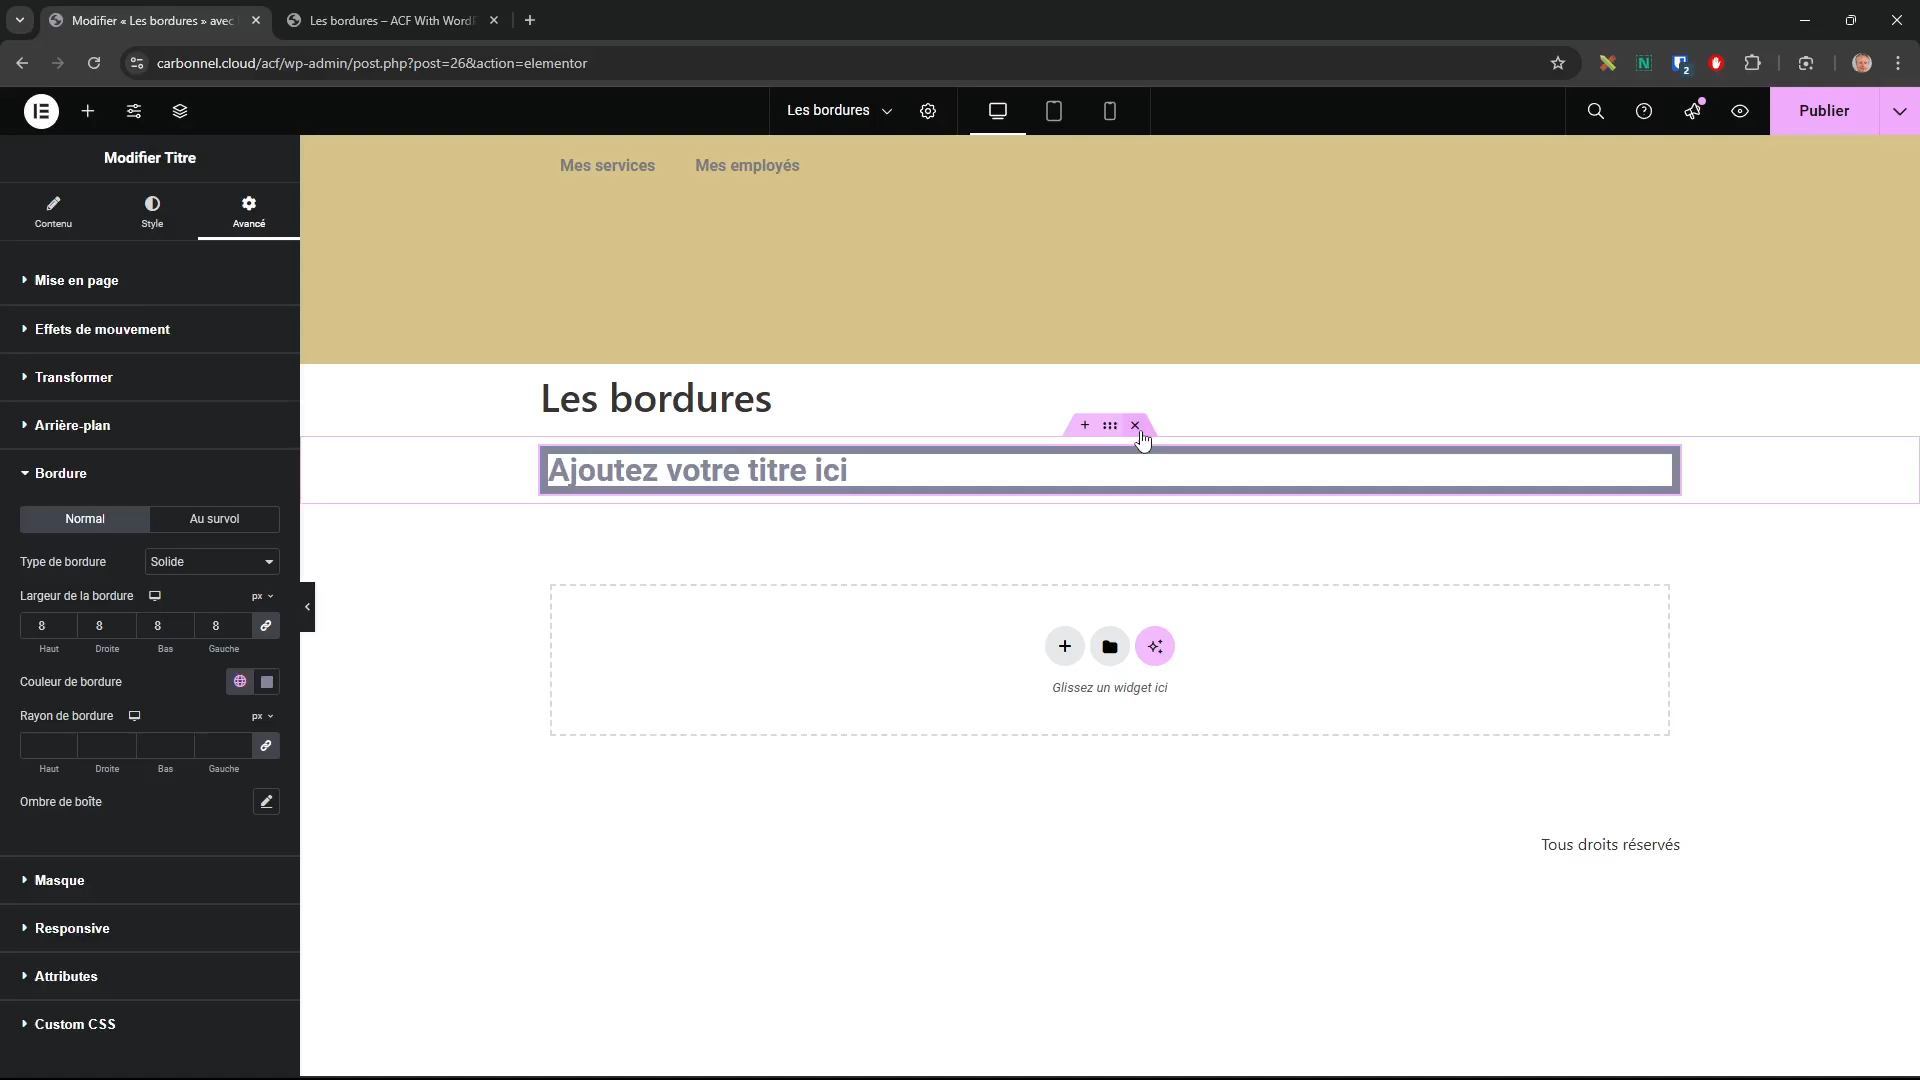 Modifier « Les bordures » avec
Les bordures – ACF With WordP
carbonnel.cloud/acf/wp-admin/post.php?post=26&action=elementor
Les bordures
Publier
Modifier Titre
Contenu
Style
Avancé
Mise en page
Effets de mouvement
Transformer
Arrière-plan
Bordure
Normal
Au survol
Type de bordure
Solide
Largeur de la bordure
px
8 8 8 8
Haut Droite Bas Gauche
Couleur de bordure
Rayon de bordure
px
Haut Droite Bas Gauche
Ombre de boîte
Masque
Responsive
Attributes
Custom CSS
Mes services
Mes employés
Les bordures
Ajoutez votre titre ici
Glissez un widget ici
Tous droits réservés